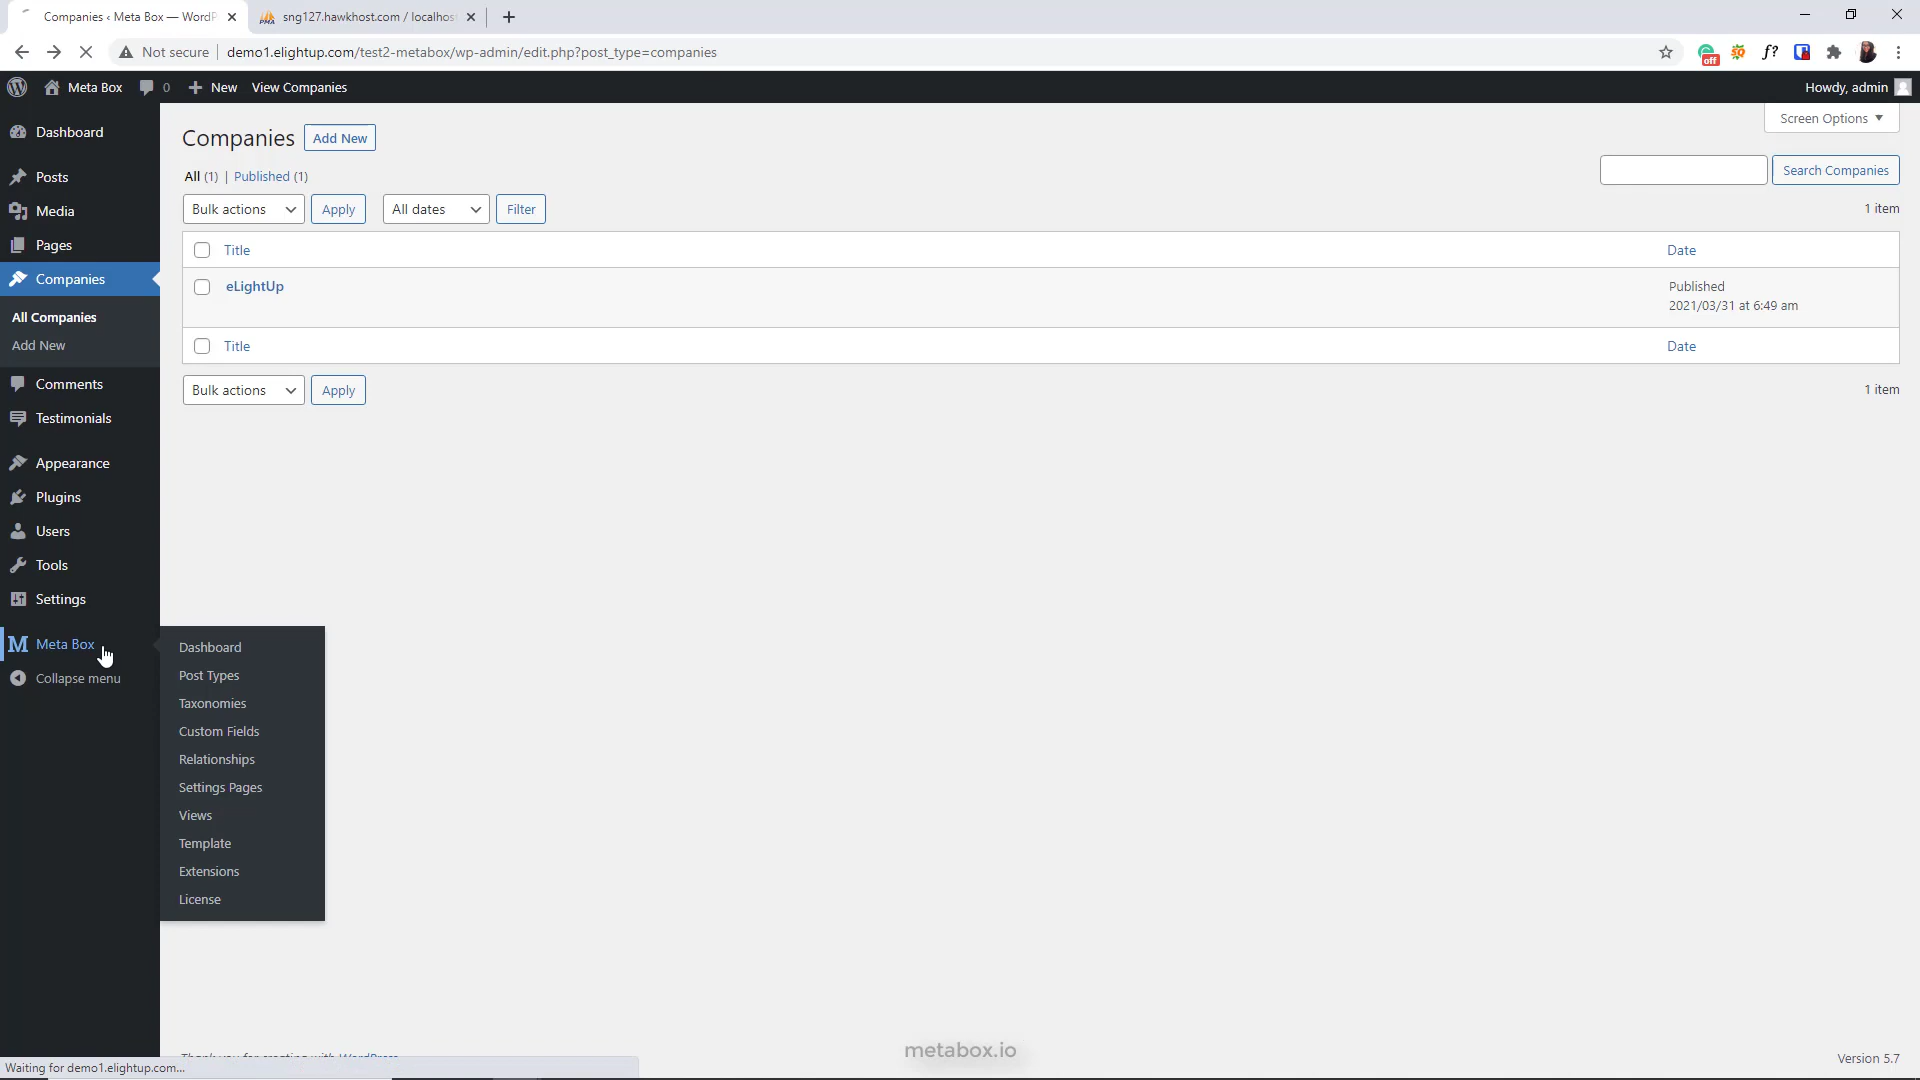 Companies ‹ Meta Box — WordP
sng127.hawkhost.com / localhos
Not secure
demo1.elightup.com/test2-metabox/wp-admin/edit.php?post_type=companies
off
f?
Meta Box
0
New
View Companies
Howdy, admin
Dashboard
Posts
Media
Pages
Companies
All Companies
Add New
Comments
Testimonials
Appearance
Plugins
Users
Tools
Settings
Meta Box
Collapse menu
Dashboard
Post Types
Taxonomies
Custom Fields
Relationships
Settings Pages
Views
Template
Extensions
License
Companies
Add New
Screen Options
All (1) | Published (1)
Search Companies
Bulk actions
Apply
All dates
Filter
1 item
Title
Date
eLightUp
Published
2021/03/31 at 6:49 am
Title
Date
Bulk actions
Apply
1 item
Thank you for creating with WordPress
metabox.io
Version 5.7
Waiting for demo1.elightup.com...